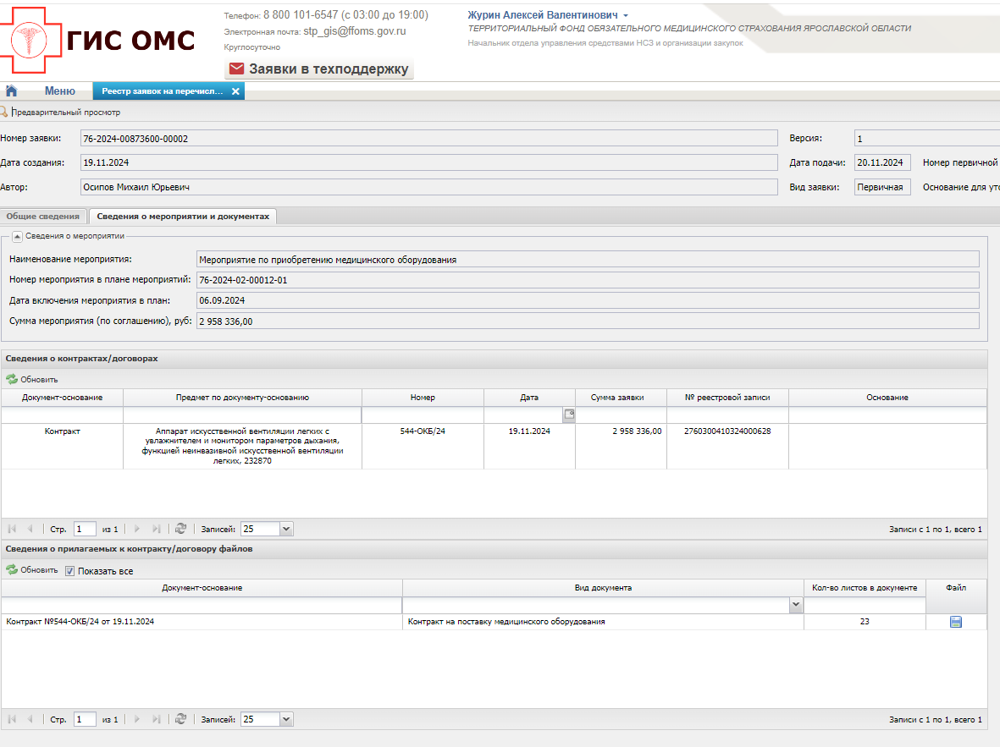 ГИС ОМС
Телефон: 8 800 101-6547 (с 03:00 до 19:00)
Электронная почта: stp_gis@ffoms.gov.ru
Круглосуточно
Заявки в техподдержку
Журин Алексей Валентинович
ТЕРРИТОРИАЛЬНЫЙ ФОНД ОБЯЗАТЕЛЬНОГО МЕДИЦИНСКОГО СТРАХОВАНИЯ ЯРОСЛАВСКОЙ ОБЛАСТИ
Начальник отдела управления средствами НСЗ и организации закупок
Меню Реестр заявок на перечисл...
Предварительный просмотр
Номер заявки: 76-2024-00873600-00002 Версия: 1
Дата создания: 19.11.2024 Дата подачи: 20.11.2024 Номер первичной
Автор: Осипов Михаил Юрьевич Вид заявки: Первичная Основание для уто
Общие сведения Сведения о мероприятии и документах
Сведения о мероприятии
Наименование мероприятия: Мероприятие по приобретению медицинского оборудования
Номер мероприятия в плане мероприятий: 76-2024-02-00012-01
Дата включения мероприятия в план: 06.09.2024
Сумма мероприятия (по соглашению), руб: 2 958 336,00
Сведения о контрактах/договорах
Обновить
Документ-основание Предмет по документу-основанию Номер Дата Сумма заявки № реестровой записи Основание
Контракт Аппарат искусственной вентиляции легких с 544-ОКБ/24 19.11.2024 2 958 336,00 2760300410324000628
увлажнителем и монитором параметров дыхания,
функцией неинвазивной искусственной вентиляции
легких, 232870
Стр. 1 из 1 Записей: 25 Записи с 1 по 1, всего 1
Сведения о прилагаемых к контракту/договору файлов
Обновить Показать все
Документ-основание Вид документа Кол-во листов в документе Файл
Контракт №544-ОКБ/24 от 19.11.2024 Контракт на поставку медицинского оборудования 23
Стр. 1 из 1 Записей: 25 Записи с 1 по 1, всего 1